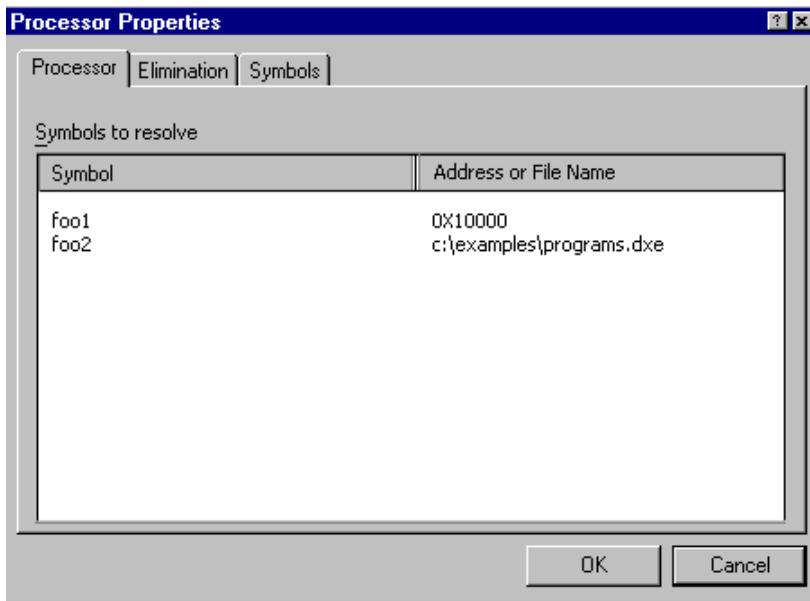 Processor Properties
Processor Elimination Symbols
Symbols to resolve
Symbol Address or File Name
foo1 0X10000
foo2 c:\examples\programs.dxe
OK Cancel